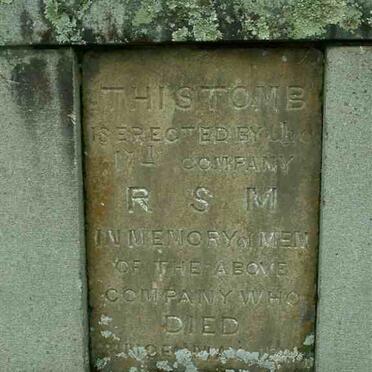 THIS TOMB
IS ERECTED BY
COMPANY
R S M
IN MEMORY of MEN
OF THE ABOVE
COMPANY WHO
DIED